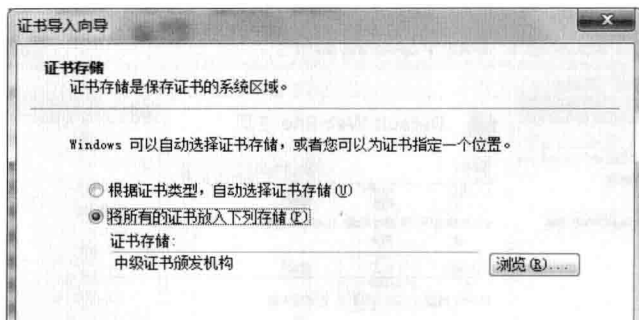 证书导入向导
证书存储
证书存储是保存证书的系统区域。
Windows 可以自动选择证书存储，或者您可以为证书指定一个位置。
根据证书类型，自动选择证书存储(U)
将所有的证书放入下列存储(P)
证书存储:
中级证书颁发机构
浏览(R)...